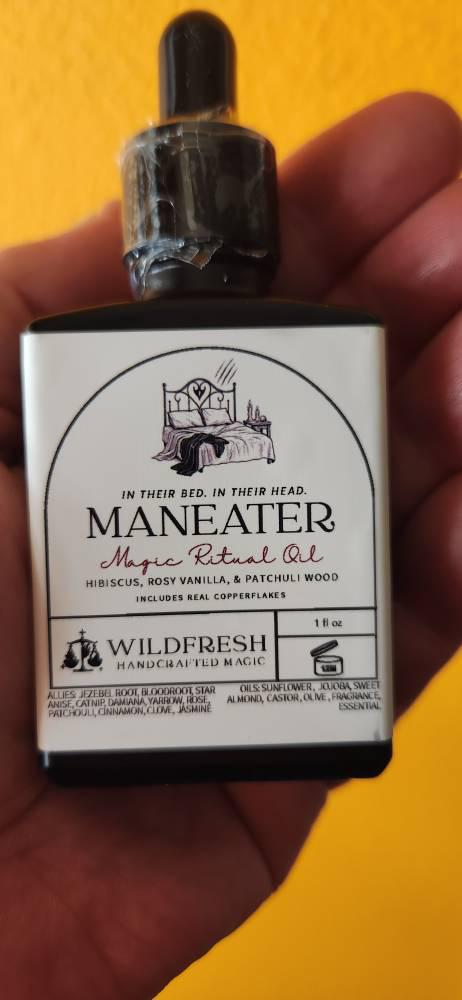 IN THEIR BED. IN THEIR HEAD.
MANEATER
Magic Ritual Oil
HIBISCUS, ROSY VANILLA, & PATCHULI WOOD
INCLUDES REAL COPPERFLAKES
WILDFRESH
HANDCRAFTED MAGIC
1 fl oz
12M
ALLIES: JEZEBEL ROOT, BLOODROOT, STAR
ANISE, CATNIP, DAMIANA, YARROW, ROSE,
PATCHOULI, CINNAMON, CLOVE, JASMINE
OILS: SUNFLOWER, JOJOBA, SWEET
ALMOND, CASTOR, OLIVE, FRAGRANCE,
ESSENTIAL